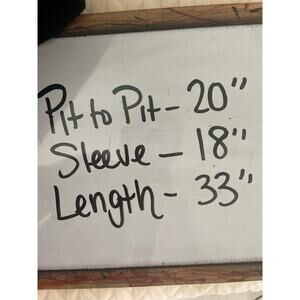 Pit to Pit - 20"
Sleeve - 18"
Length - 33"